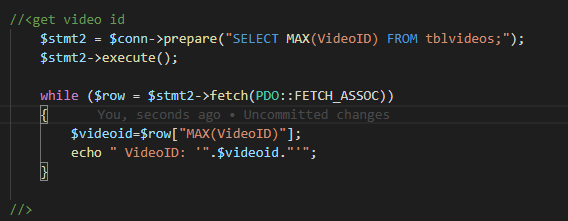 //<get video id
$stmt2 = $conn->prepare("SELECT MAX(VideoID) FROM tblvideos;");
$stmt2->execute();
while ($row = $stmt2->fetch(PDO::FETCH_ASSOC))
{ You, seconds ago • Uncommitted changes
$videoid=$row["MAX(VideoID)"];
echo " VideoID: '".$videoid."'";
}
//>